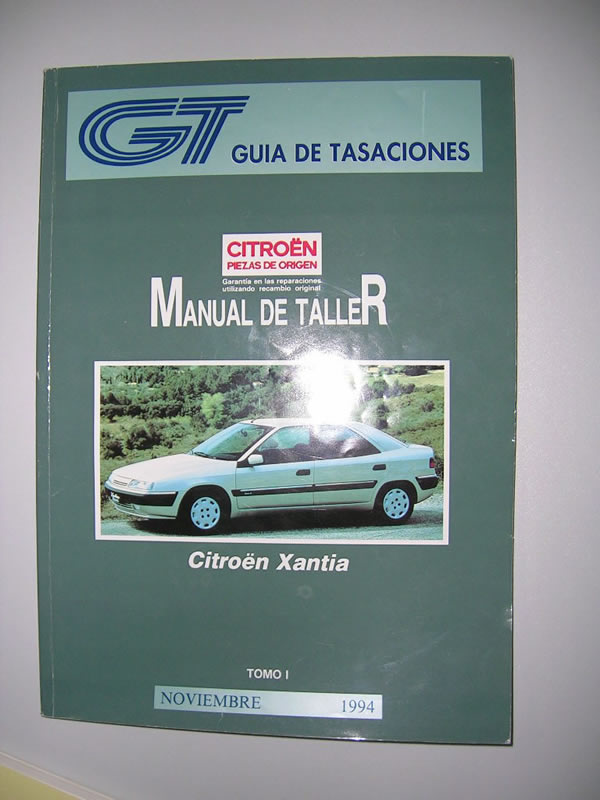 GT GUIA DE TASACIONES
CITROËN
PIEZAS DE ORIGEN
Garantía en las reparaciones
utilizando recambio original
MANUAL DE TALLER
Citroën Xantia
TOMO I
NOVIEMBRE 1994